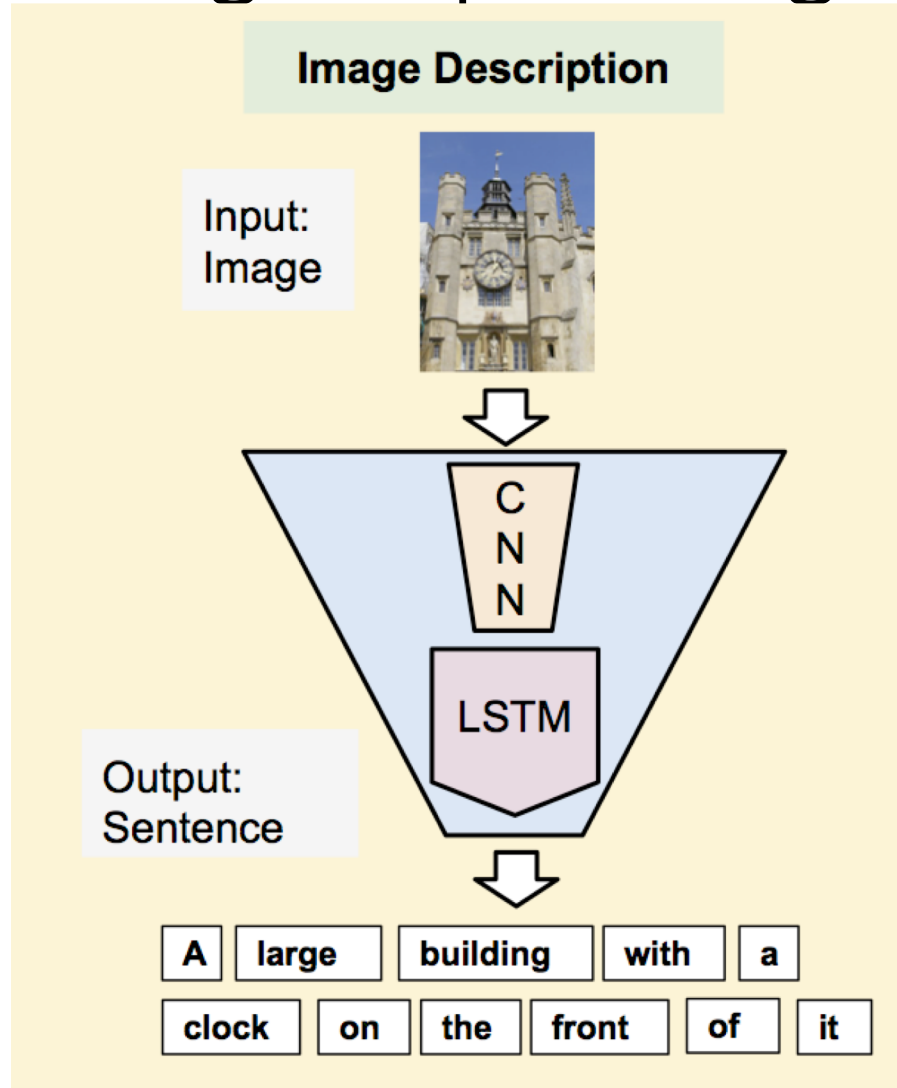 Image Description
Input:
Image
C
N
N
LSTM
Output:
Sentence
A large building with a
clock on the front of it